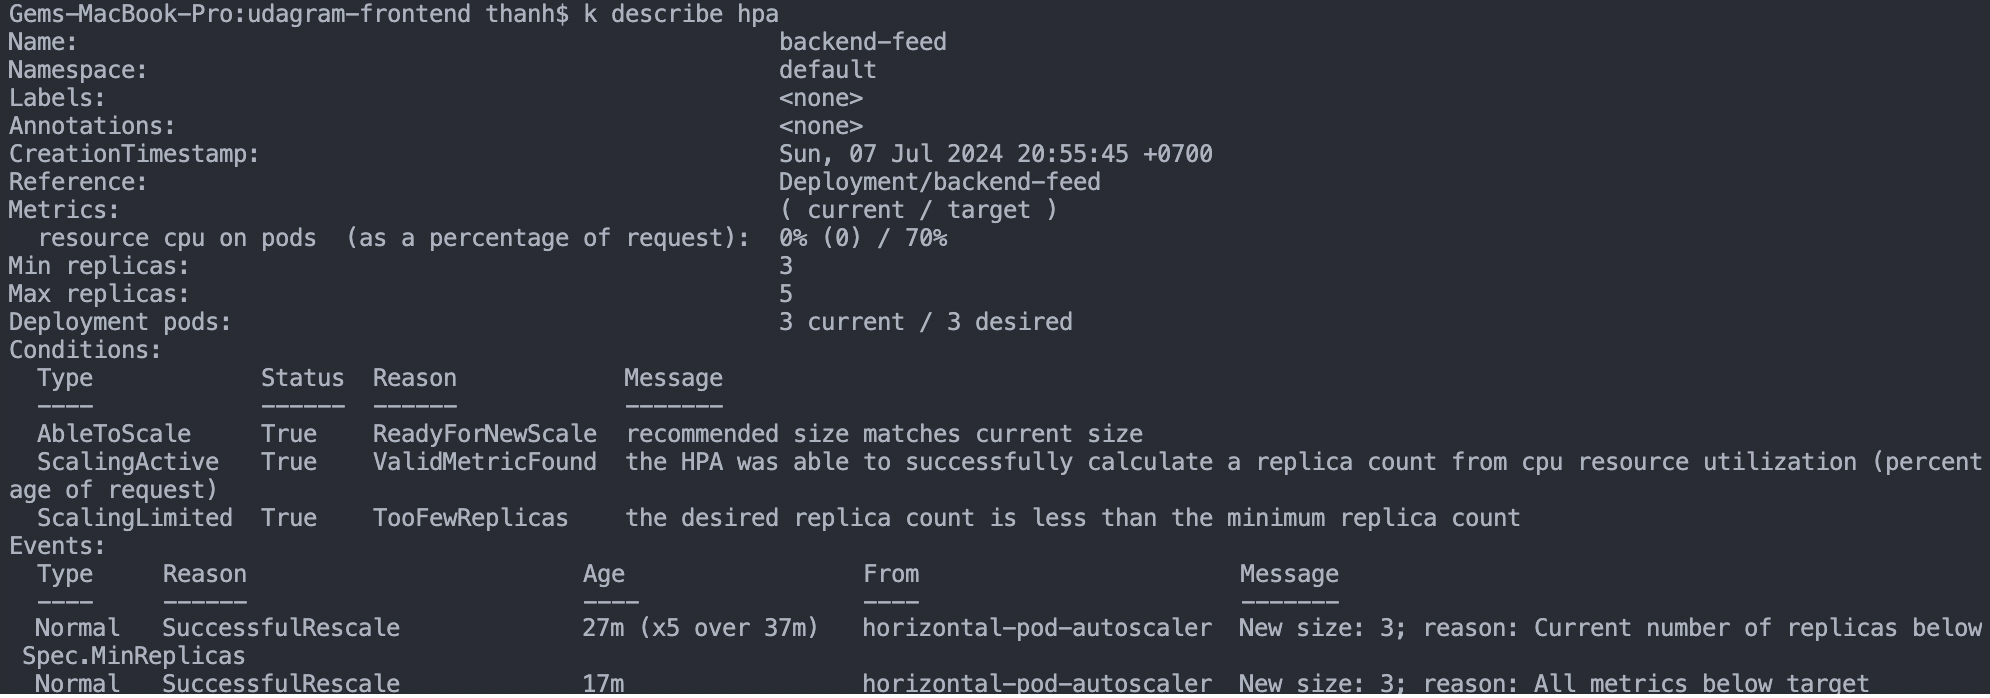 Gems-MacBook-Pro:udagram-frontend thanh$ k describe hpa
Name: backend-feed
Namespace: default
Labels: <none>
Annotations: <none>
CreationTimestamp: Sun, 07 Jul 2024 20:55:45 +0700
Reference: Deployment/backend-feed
Metrics: ( current / target )
resource cpu on pods (as a percentage of request): 0% (0) / 70%
Min replicas: 3
Max replicas: 5
Deployment pods: 3 current / 3 desired
Conditions:
Type Status Reason Message
---- ------ ------ -------
AbleToScale True ReadyForNewScale recommended size matches current size
ScalingActive True ValidMetricFound the HPA was able to successfully calculate a replica count from cpu resource utilization (percent
age of request)
ScalingLimited True TooFewReplicas the desired replica count is less than the minimum replica count
Events:
Type Reason Age From Message
---- ------ ---- ---- -------
Normal SuccessfulRescale 27m (x5 over 37m) horizontal-pod-autoscaler New size: 3; reason: Current number of replicas below
Spec.MinReplicas
Normal SuccessfulRescale 17m horizontal-pod-autoscaler New size: 3; reason: All metrics below target